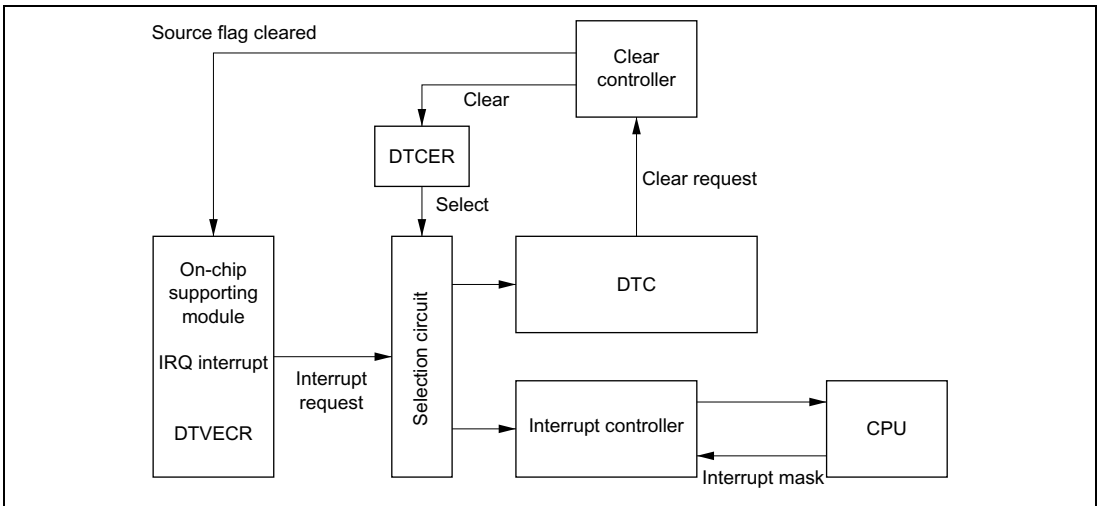 Source flag cleared
Clear
controller
Clear
DTCER
Clear request
Select
On-chip
supporting
module
IRQ interrupt
DTVECR
Interrupt
request
Selection circuit
DTC
Interrupt controller
CPU
Interrupt mask